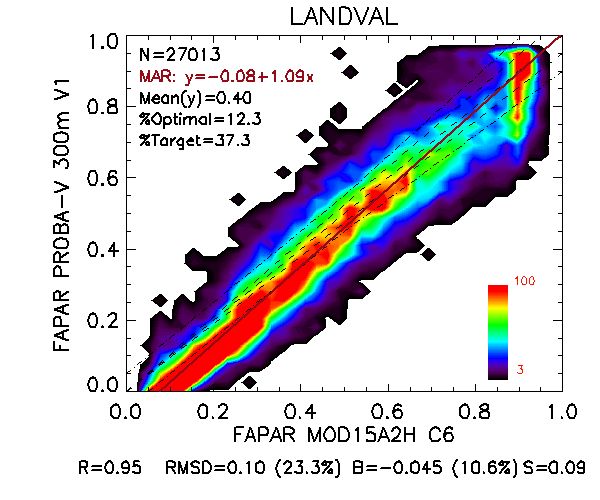 LANDVAL
N=27013
MAR: y=−0.08+1.09x
Mean(y)=0.40
%Optimal=12.3
%Target=37.3
FAPAR PROBA−V 300m V1
1.0
0.8
0.6
0.4
0.2
0.0
100
3
0.0 0.2 0.4 0.6 0.8 1.0
FAPAR MOD15A2H C6
R=0.95 RMSD=0.10 (23.3%) B=−0.045 (10.6%) S=0.09